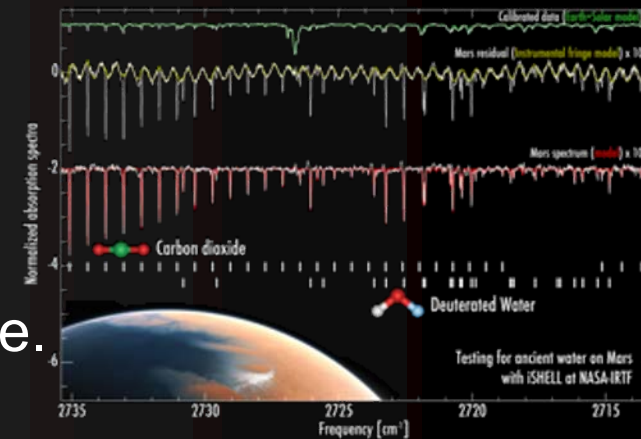 Calibrated data (Earth-Solar model
Mars residual (Instrumental fringe model) x 10
0
Mars spectrum (model) x 10
-2
Normalized absorption spectra
Carbon dioxide
-4
Deuterated Water
e.
-6
Testing for ancient water on Mars
with iSHELL at NASA-IRTF
2735 2730 2725 2720 2715
Frequency [cm⁻¹]